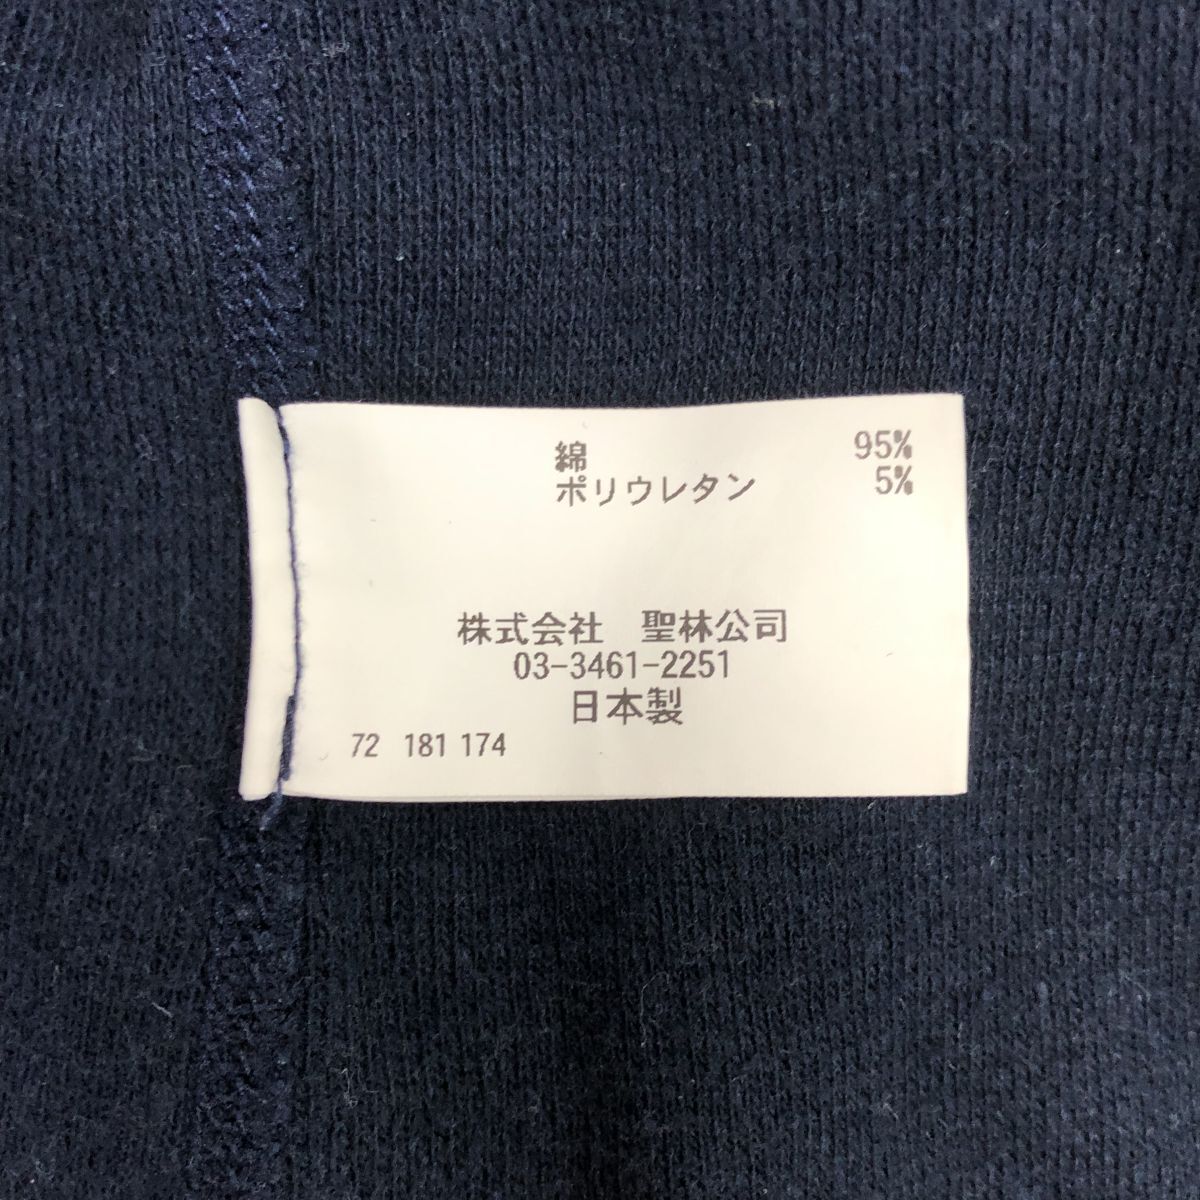 綿 95%
ポリウレタン 5%
株式会社 聖林公司
03-3461-2251
日本製
72 181 174